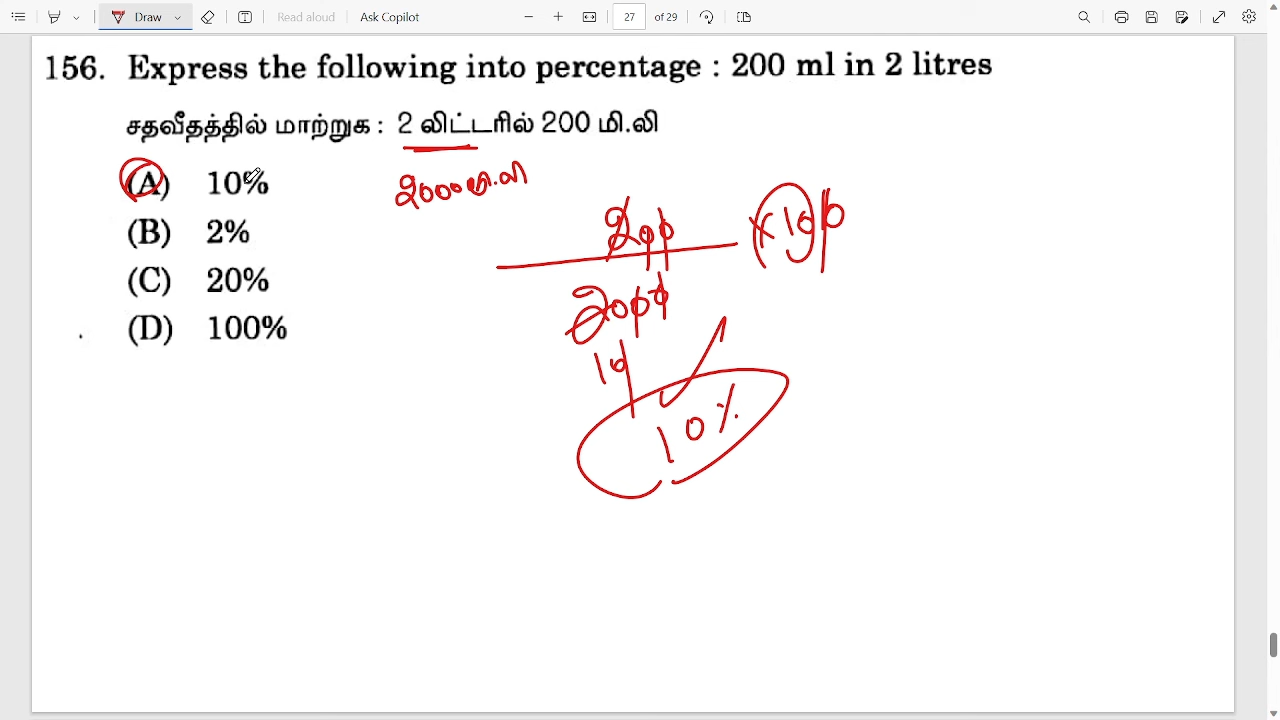 Draw
Read aloud
Ask Copilot
27 of 29
156. Express the following into percentage : 200 ml in 2 litres
சதவீதத்தில் மாற்றுக : 2 லிட்டரில் 200 மி.லி
(A) 10%
2000 மி.லி
(B) 2%
(C) 20%
(D) 100%
200
× 100
2000
10
10%